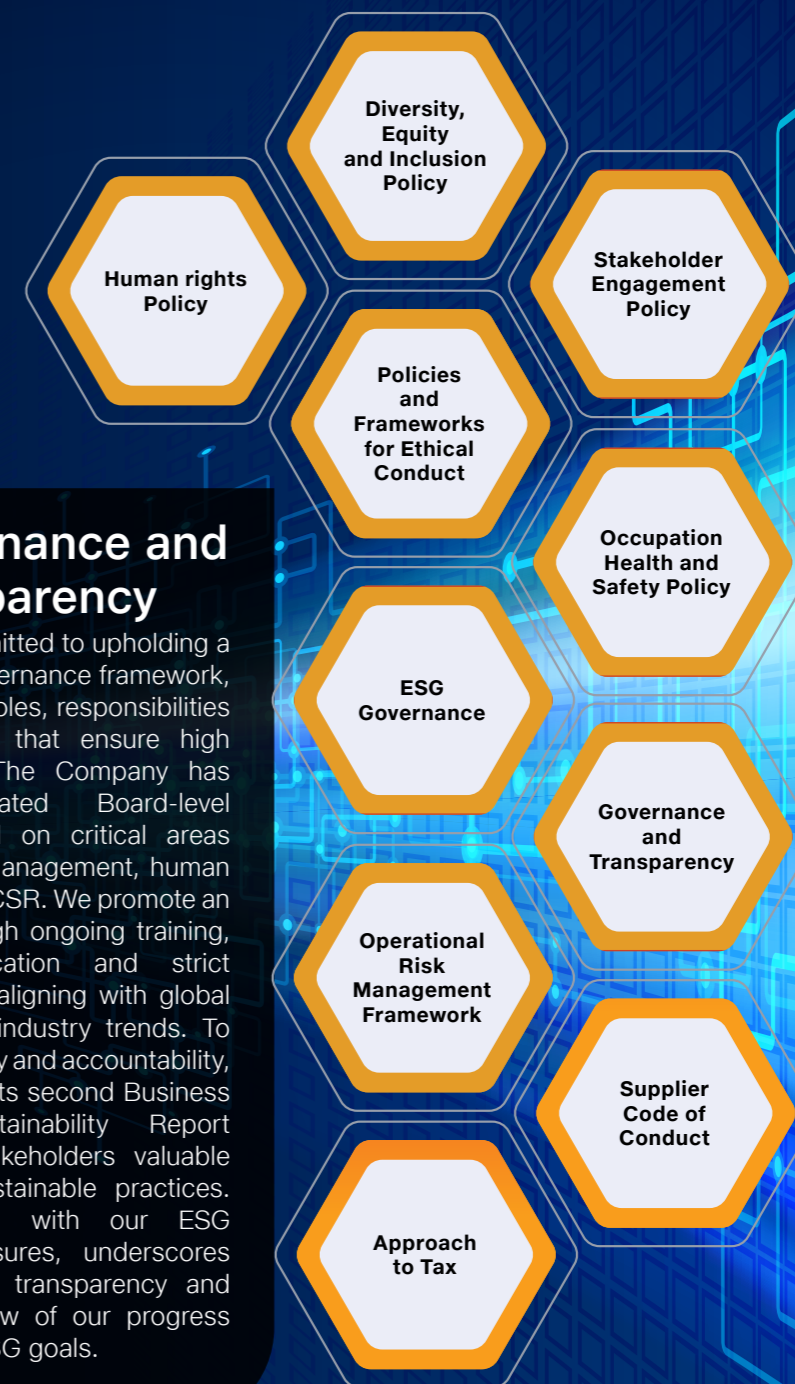 Diversity,
Equity
and Inclusion
Policy
Human rights
Policy
Stakeholder
Engagement
Policy
Policies
and
Frameworks
for Ethical
Conduct
Occupation
Health and
Safety Policy
ESG
Governance
Governance
and
Transparency
Operational
Risk
Management
Framework
Supplier
Code of
Conduct
Approach
to Tax
nance and
parency
itted to upholding a
ernance framework,
oles, responsibilities
that ensure high
The Company has
ated Board-level
on critical areas
anagement, human
CSR. We promote an
gh ongoing training,
cation and strict
aligning with global
industry trends. To
y and accountability,
its second Business
tainability Report
keholders valuable
stainable practices.
with our ESG
sures, underscores
transparency and
w of our progress
SG goals.